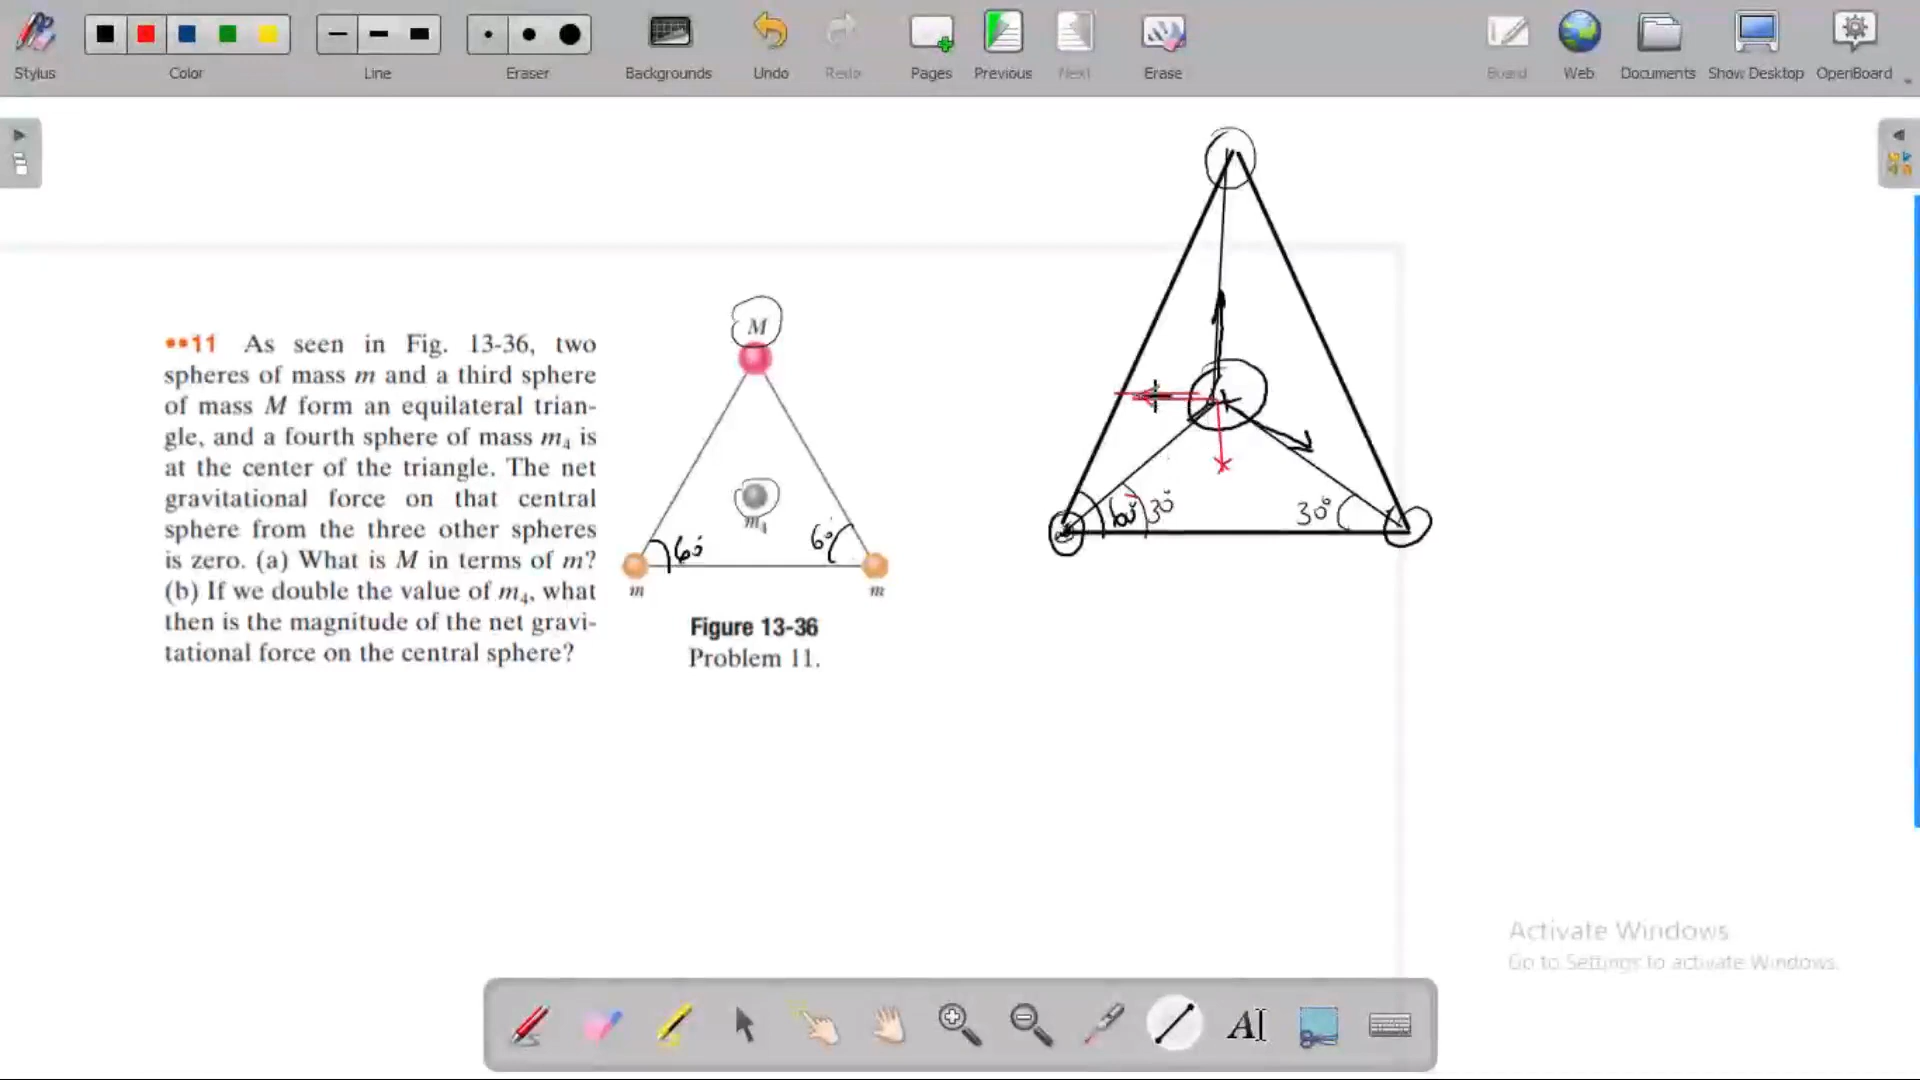 Stylus
Color
Line
Eraser
Backgrounds
Undo
Redo
Pages
Previous
Next
Erase
Board
Web
Documents
Show Desktop
OpenBoard
••11 As seen in Fig. 13-36, two
spheres of mass m and a third sphere
of mass M form an equilateral trian-
gle, and a fourth sphere of mass m4 is
at the center of the triangle. The net
gravitational force on that central
sphere from the three other spheres
is zero. (a) What is M in terms of m?
(b) If we double the value of m4, what
then is the magnitude of the net gravi-
tational force on the central sphere?
M
m4
60°
60°
m
m
Figure 13-36
Problem 11.
60° 30°
30°
Activate Windows
Go to Settings to activate Windows.
AI